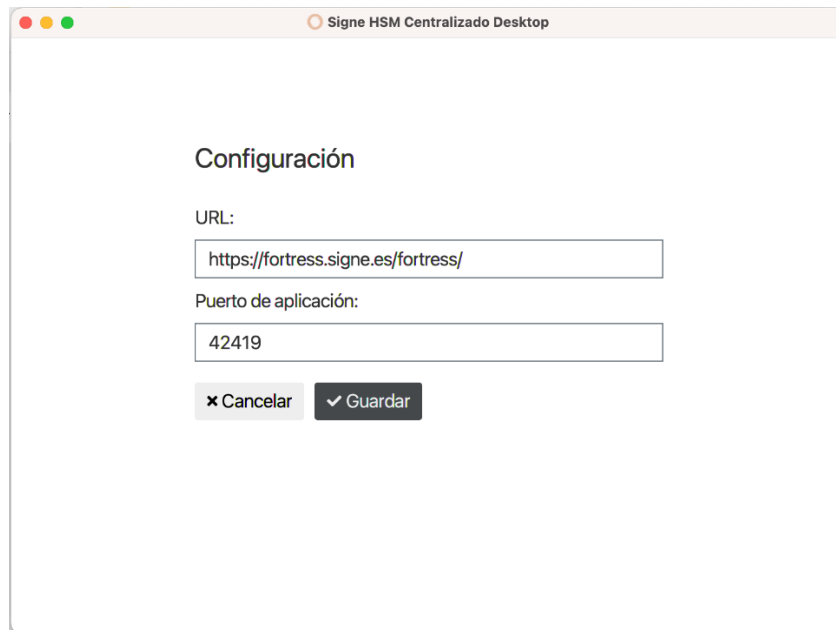 Signe HSM Centralizado Desktop
Configuración
URL:
https://fortress.signe.es/fortress/
Puerto de aplicación:
42419
Cancelar Guardar